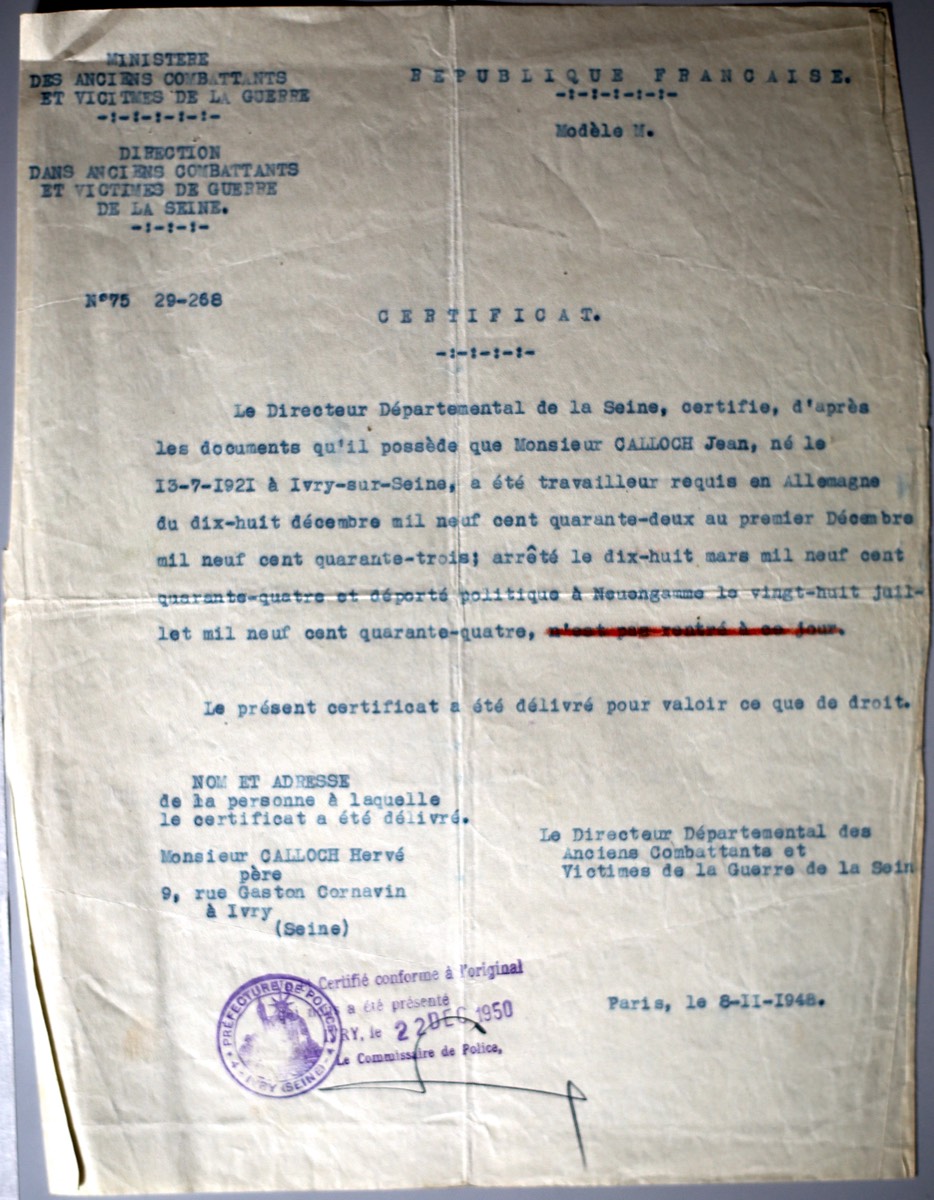 MINISTERE
DES ANCIENS COMBATTANTS
ET VICITMES DE LA GUERRE
-:-:-:-:-:-
DIRECTION
DANS ANCIENS COMBATTANTS
ET VICTIMES DE GUERRE
DE LA SEINE.
-:-:-:-
REPUBLIQUE FRANCAISE.
-:-:-:-:-:-
Modèle M.
N°75 29-268
CERTIFICAT.
-:-:-:-:-
Le Directeur Départemental de la Seine, certifie, d'après
les documents qu'il possède que Monsieur CALLOCH Jean, né le
I3-7-I92I à Ivry-sur-Seine, a été travailleur requis en Allemagne
du dix-huit décembre mil neuf cent quarante-deux au premier Décembre
mil neuf cent quarante-trois; arrêté le dix-huit mars mil neuf cent
quarante-quatre et déporté politique à Neuengamme le vingt-huit juil-
let mil neuf cent quarante-quatre, n'est pas rentré à ce jour.
Le présent certificat a été délivré pour valoir ce que de droit.
NOM ET ADRESSE
de la personne à laquelle
le certificat a été délivré.
Monsieur CALLOCH Hervé
père
9, rue Gaston Cornavin
à Ivry
(Seine)
Le Directeur Départemental des
Anciens Combattants et
Victimes de la Guerre de la Sein
Paris, le 8-II-I948.
Certifié conforme à l'original
a été présenté
IVRY, le 22 DEC 1950
Le Commissaire de Police,
PRÉFECTURE DE POLICE
IVRY (SEINE)